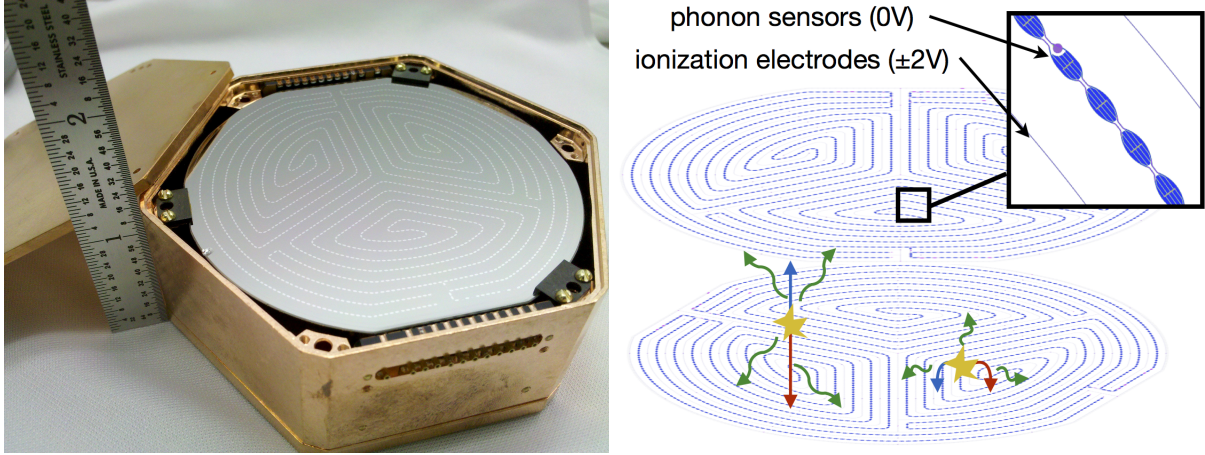 STAINLESS STEEL
2
MADE IN U.S.A.
1
phonon sensors (0V)
ionization electrodes (±2V)